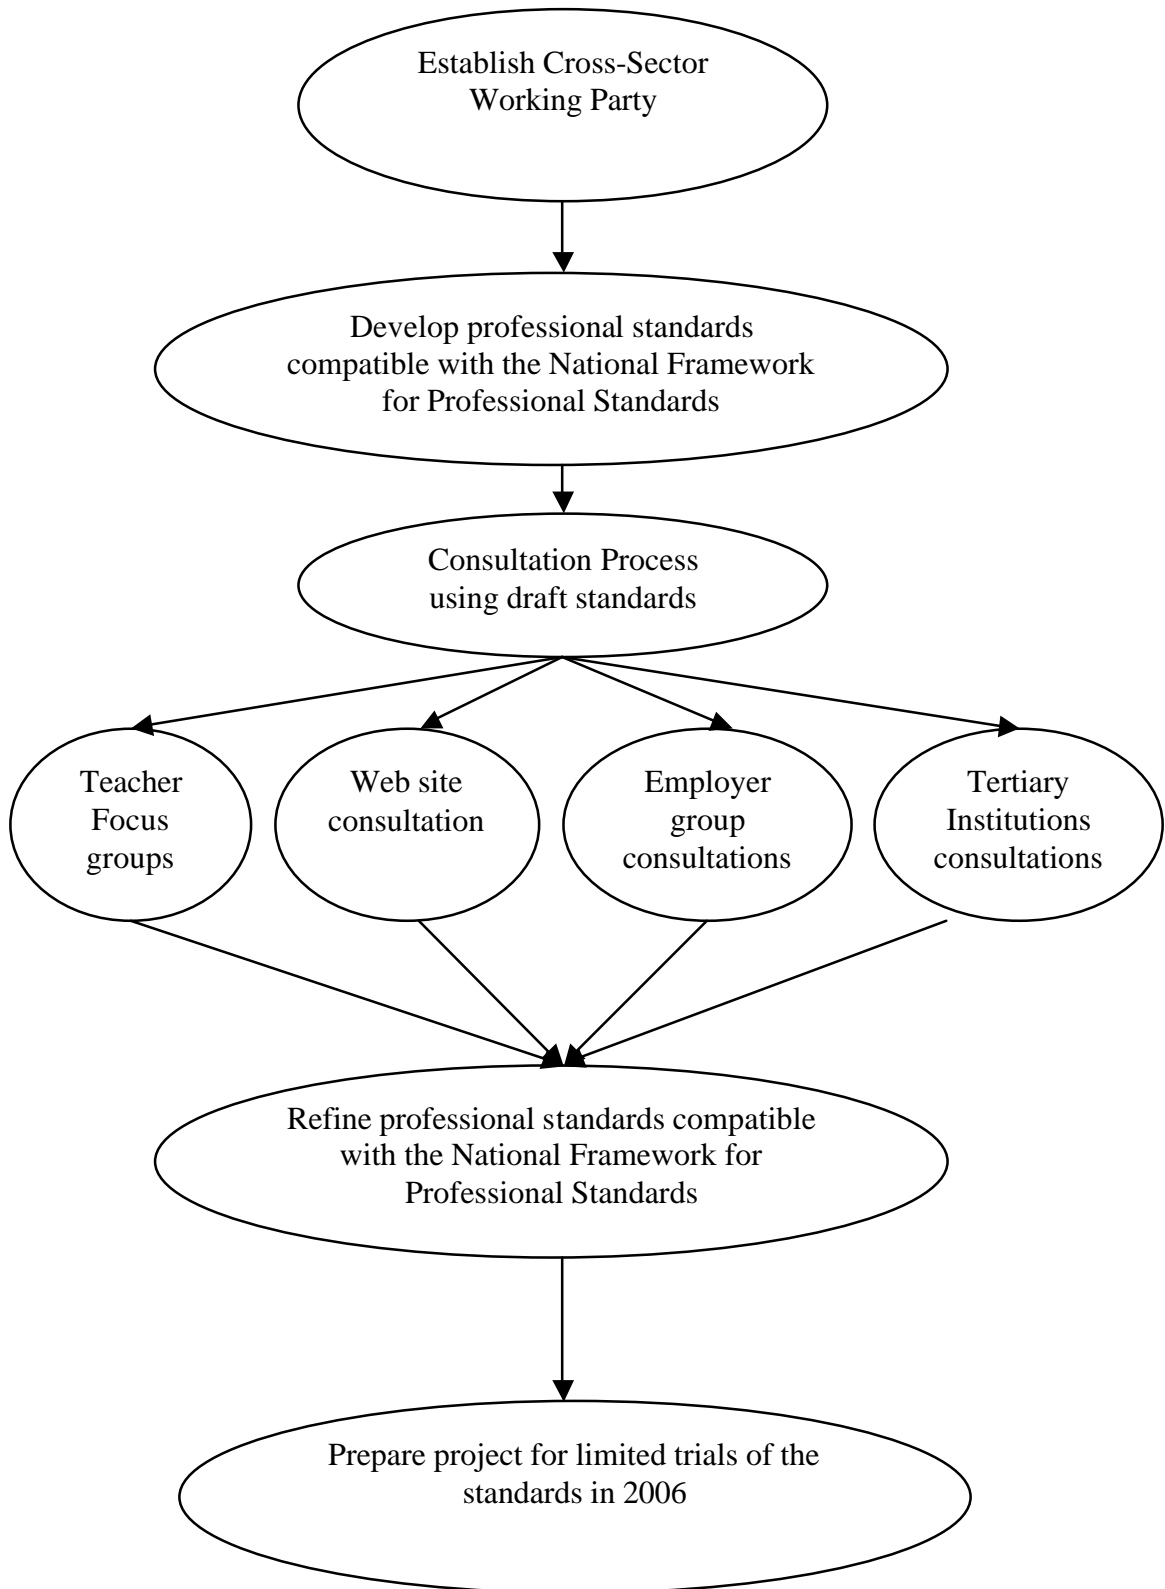 Establish Cross-Sector
Working Party
Develop professional standards
compatible with the National Framework
for Professional Standards
Consultation Process
using draft standards
Teacher
Focus
groups
Web site
consultation
Employer
group
consultations
Tertiary
Institutions
consultations
Refine professional standards compatible
with the National Framework for
Professional Standards
Prepare project for limited trials of the
standards in 2006